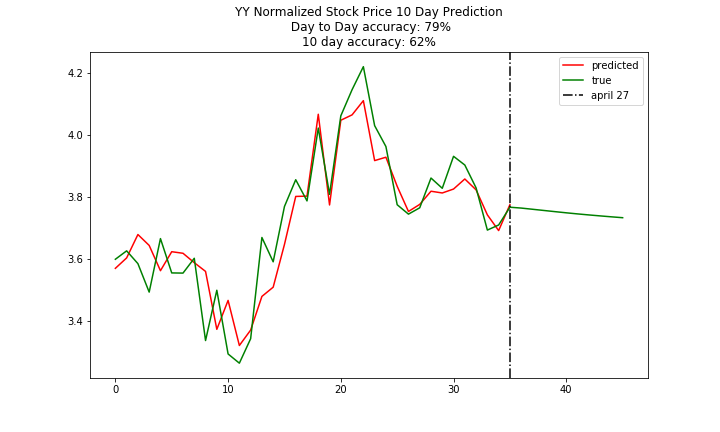 YY Normalized Stock Price 10 Day Prediction
Day to Day accuracy: 79%
10 day accuracy: 62%
predicted
true
april 27
4.2
4.0
3.8
3.6
3.4
0 10 20 30 40